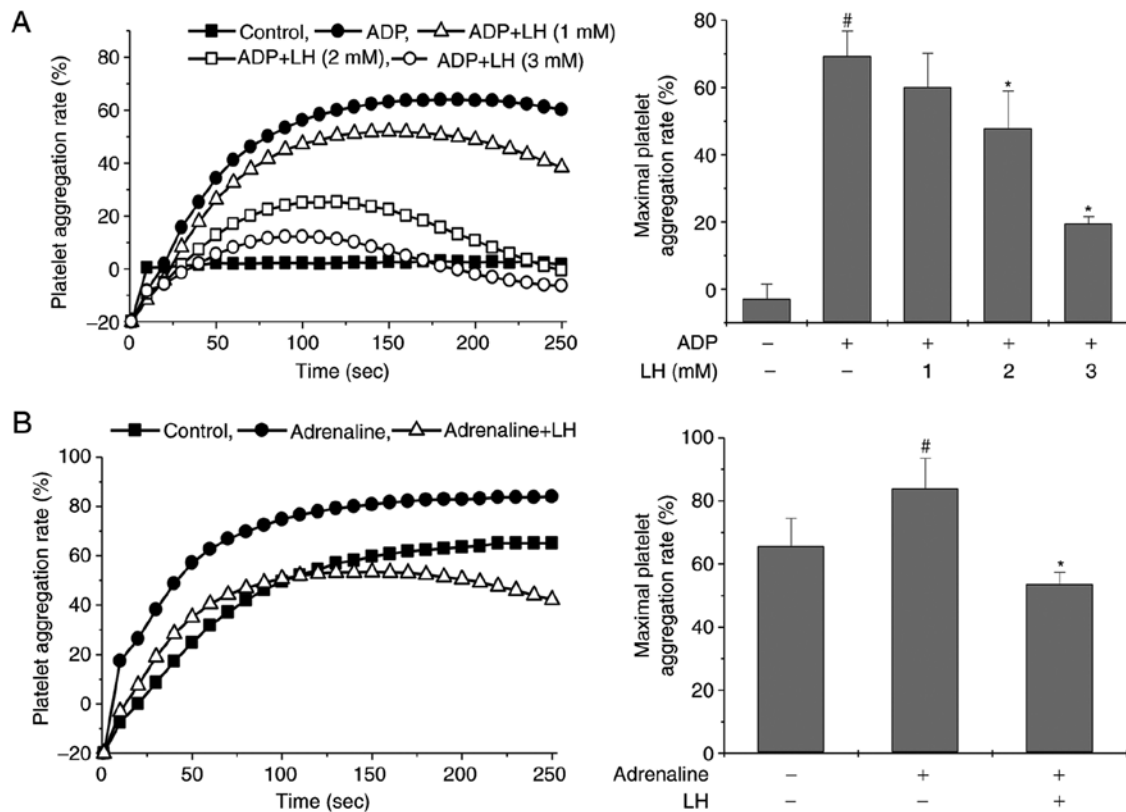 A
Control, ADP, ADP+LH (1 mM)
ADP+LH (2 mM), ADP+LH (3 mM)
Platelet aggregation rate (%)
80
60
40
20
0
–20
0 50 100 150 200 250
Time (sec)
Maximal platelet
aggregation rate (%)
80
60
40
20
0
# * *
ADP – + + + +
LH (mM) – – 1 2 3
B
Control, Adrenaline, Adrenaline+LH
Platelet aggregation rate (%)
100
80
60
40
20
0
–20
0 50 100 150 200 250
Time (sec)
Maximal platelet
aggregation rate (%)
100
80
60
40
20
0
# *
Adrenaline – + +
LH – – +